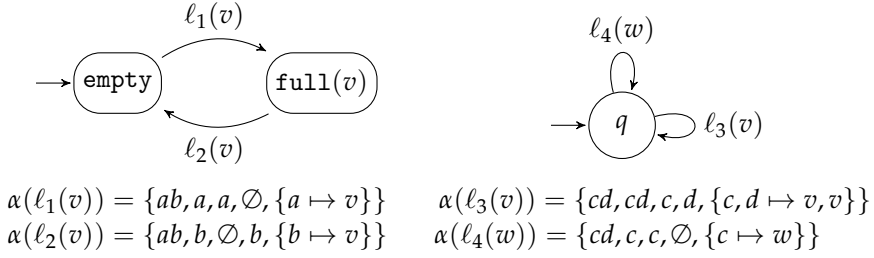 ℓ₁(v)
ℓ₄(w)
empty
full(v)
q
ℓ₃(v)
ℓ₂(v)
α(ℓ₁(v)) = {ab, a, a, ∅, {a ↦ v}}
α(ℓ₃(v)) = {cd, cd, c, d, {c, d ↦ v, v}}
α(ℓ₂(v)) = {ab, b, ∅, b, {b ↦ v}}
α(ℓ₄(w)) = {cd, c, c, ∅, {c ↦ w}}